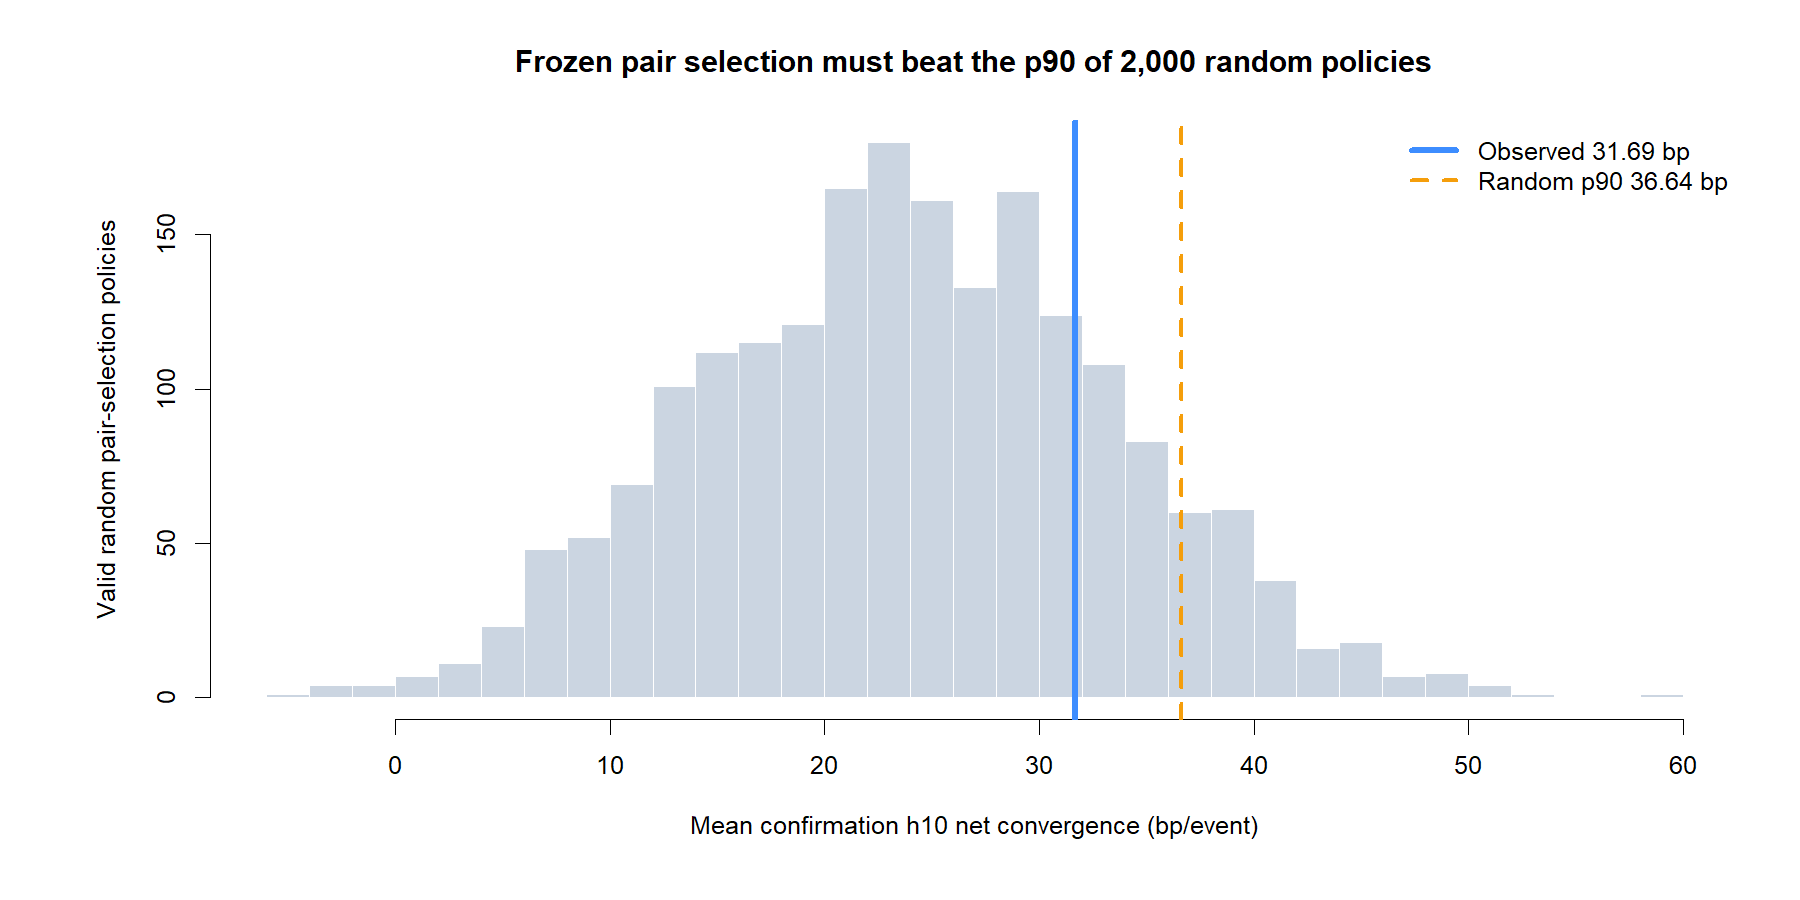 Frozen pair selection must beat the p90 of 2,000 random policies
Observed 31.69 bp
Random p90 36.64 bp
Valid random pair-selection policies
150
100
50
0
0 10 20 30 40 50 60
Mean confirmation h10 net convergence (bp/event)